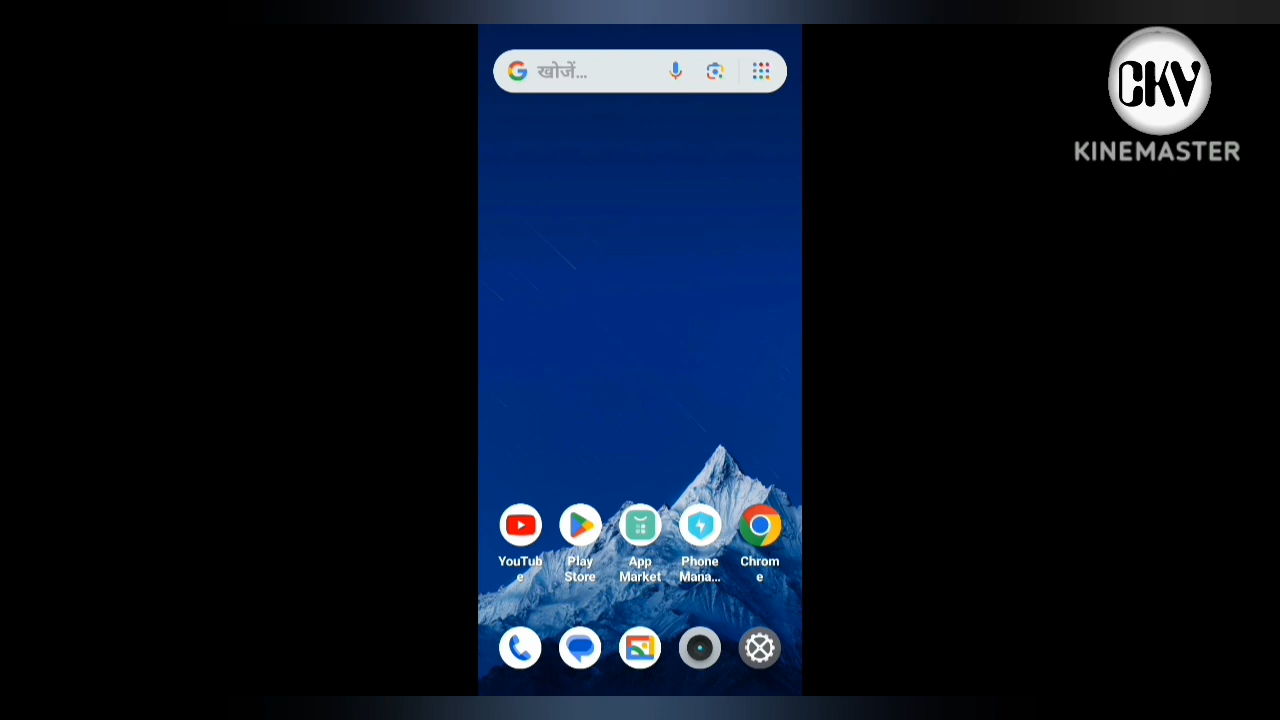 खोजें...
CKV
KINEMASTER
YouTub
e
Play
Store
App
Market
Phone
Mana...
Chrom
e